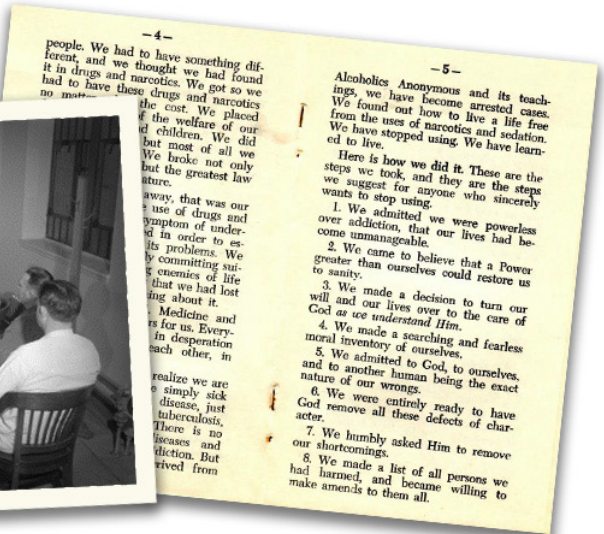 —4—
people. We had to have something dif-
ferent, and we thought we had found
it in drugs and narcotics. We got so we
had to have these drugs and narcotics
no matter the cost. We placed
of the welfare of our
children. We did
but most of all we
We broke not only
but the greatest law
away, that was our
use of drugs and
symptom of under-
in order to es-
its problems. We
committing sui-
enemies of life
that we had lost
about it.
Medicine and
for us. Every-
in desperation
each other, in
realize we are
simply sick
disease, just
tuberculosis,
There is no
diseases and
But
from
—5—
Alcoholics Anonymous and its teach-
ings, we have become arrested cases.
We found out how to live a life free
from the uses of narcotics and sedation.
We have stopped using. We have learn-
ed to live.
Here is how we did it. These are the
steps we took, and they are the steps
we suggest for anyone who sincerely
wants to stop using.
1. We admitted we were powerless
over addiction, that our lives had be-
come unmanageable.
2. We came to believe that a Power
greater than ourselves could restore us
to sanity.
3. We made a decision to turn our
will and our lives over to the care of
God as we understand Him.
4. We made a searching and fearless
moral inventory of ourselves.
5. We admitted to God, to ourselves,
and to another human being the exact
nature of our wrongs.
6. We were entirely ready to have
God remove all these defects of char-
acter.
7. We humbly asked Him to remove
our shortcomings.
8. We made a list of all persons we
had harmed, and became willing to
make amends to them all.